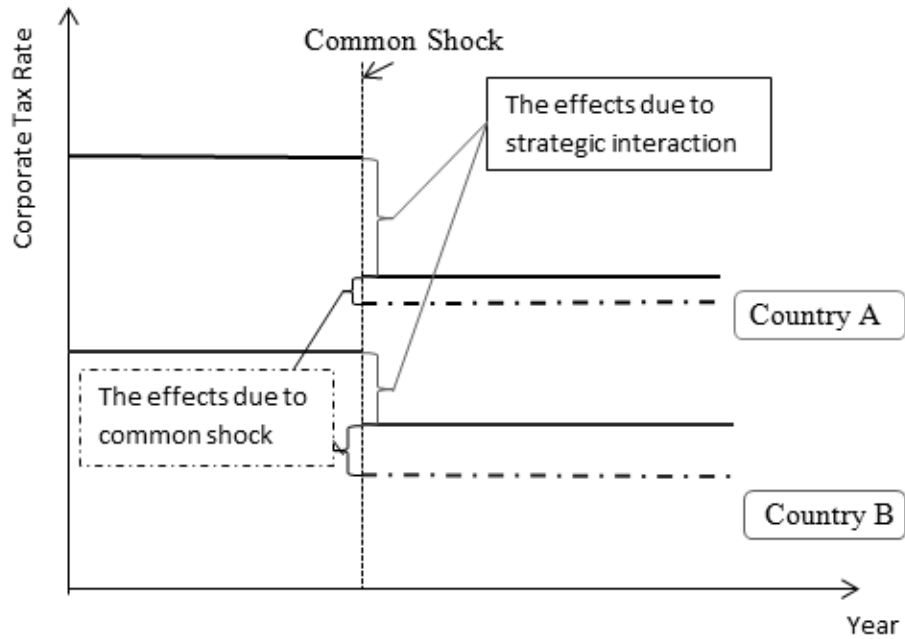 Common Shock
Corporate Tax Rate
The effects due to
strategic interaction
Country A
The effects due to
common shock
Country B
Year